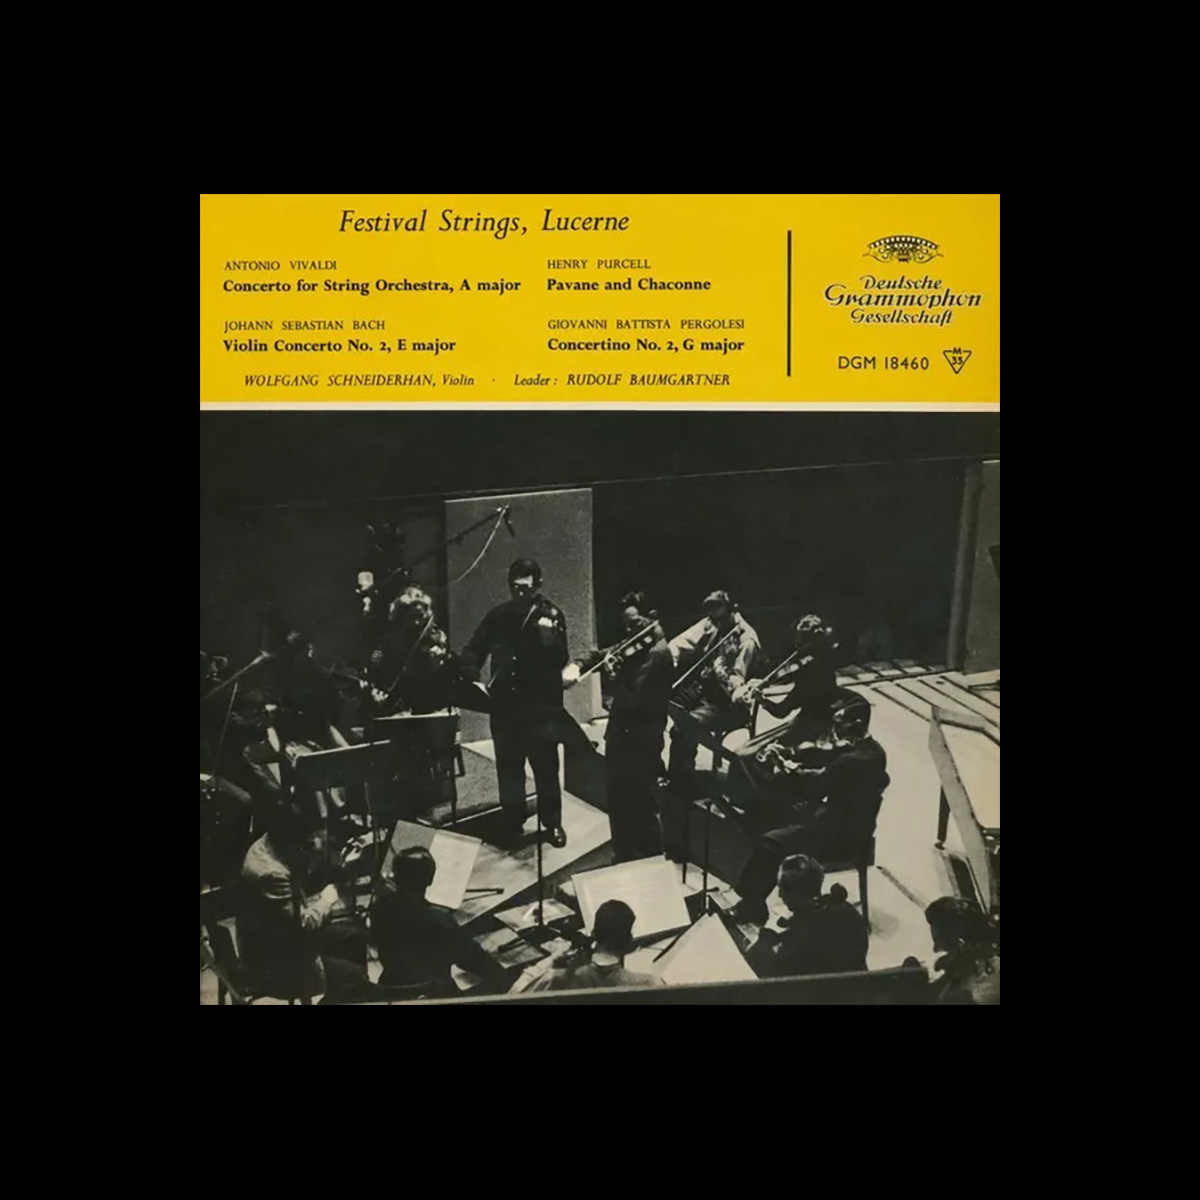 Festival Strings, Lucerne
ANTONIO VIVALDI
Concerto for String Orchestra, A major
JOHANN SEBASTIAN BACH
Violin Concerto No. 2, E major
HENRY PURCELL
Pavane and Chaconne
GIOVANNI BATTISTA PERGOLESI
Concertino No. 2, G major
WOLFGANG SCHNEIDERHAN, Violin · Leader: RUDOLF BAUMGARTNER
Deutsche
Grammophon
Gesellschaft
DGM 18460
M
33